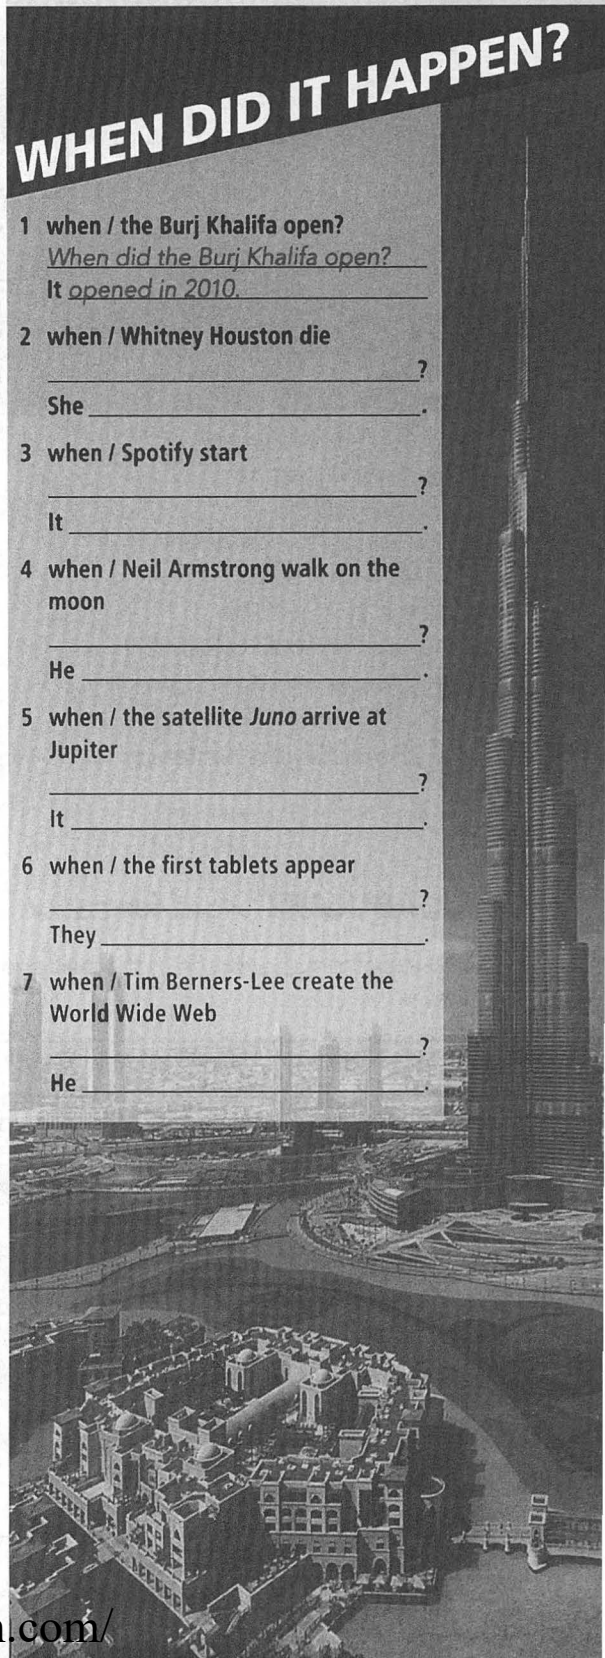 WHEN DID IT HAPPEN?
1 when / the Burj Khalifa open?
When did the Burj Khalifa open?
It opened in 2010.
2 when / Whitney Houston die
?
She .
3 when / Spotify start
?
It .
4 when / Neil Armstrong walk on the
moon
?
He .
5 when / the satellite Juno arrive at
Jupiter
?
It .
6 when / the first tablets appear
?
They .
7 when / Tim Berners-Lee create the
World Wide Web
?
He .
.com/